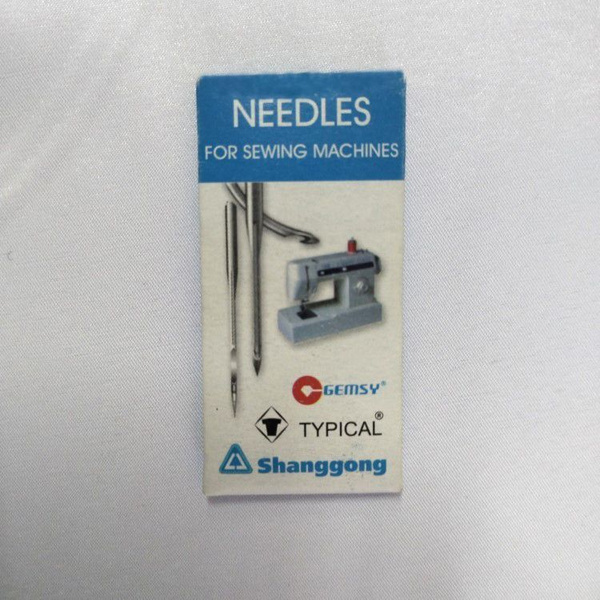 NEEDLES
FOR SEWING MACHINES
GEMSY®
TYPICAL®
Shanggong